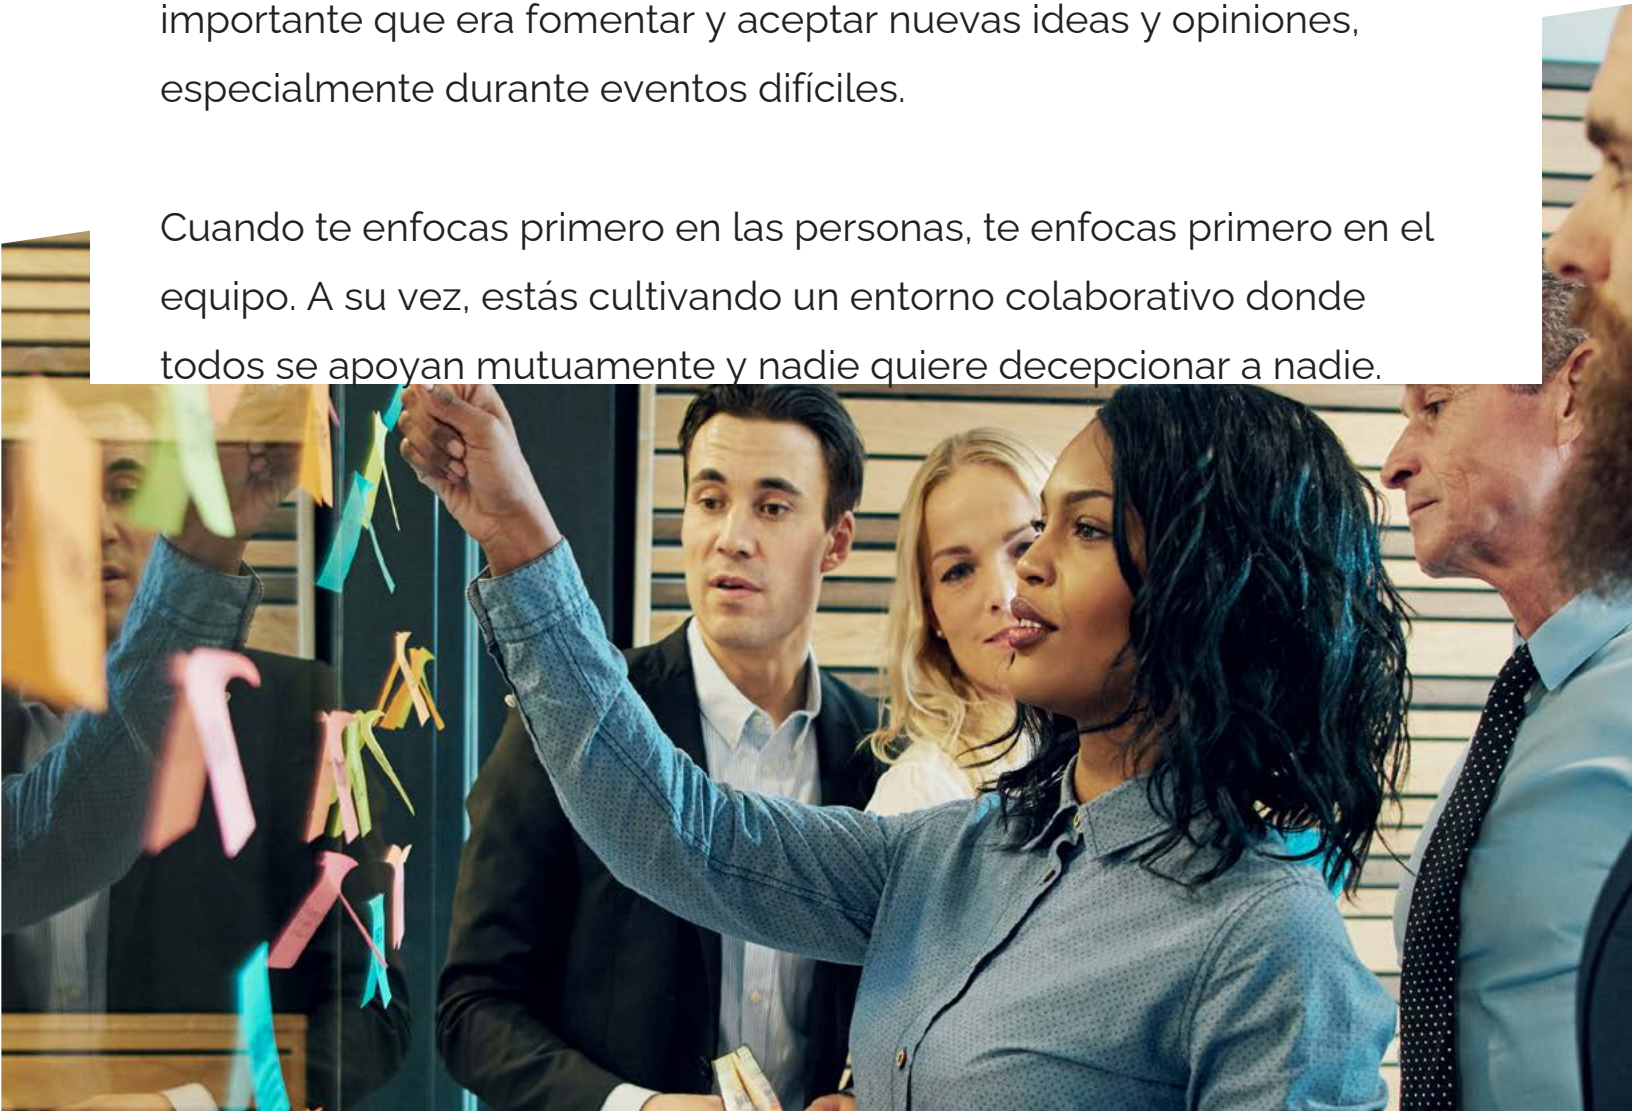 importante que era fomentar y aceptar nuevas ideas y opiniones,
especialmente durante eventos difíciles.
Cuando te enfocas primero en las personas, te enfocas primero en el
equipo. A su vez, estás cultivando un entorno colaborativo donde
todos se apoyan mutuamente y nadie quiere decepcionar a nadie.